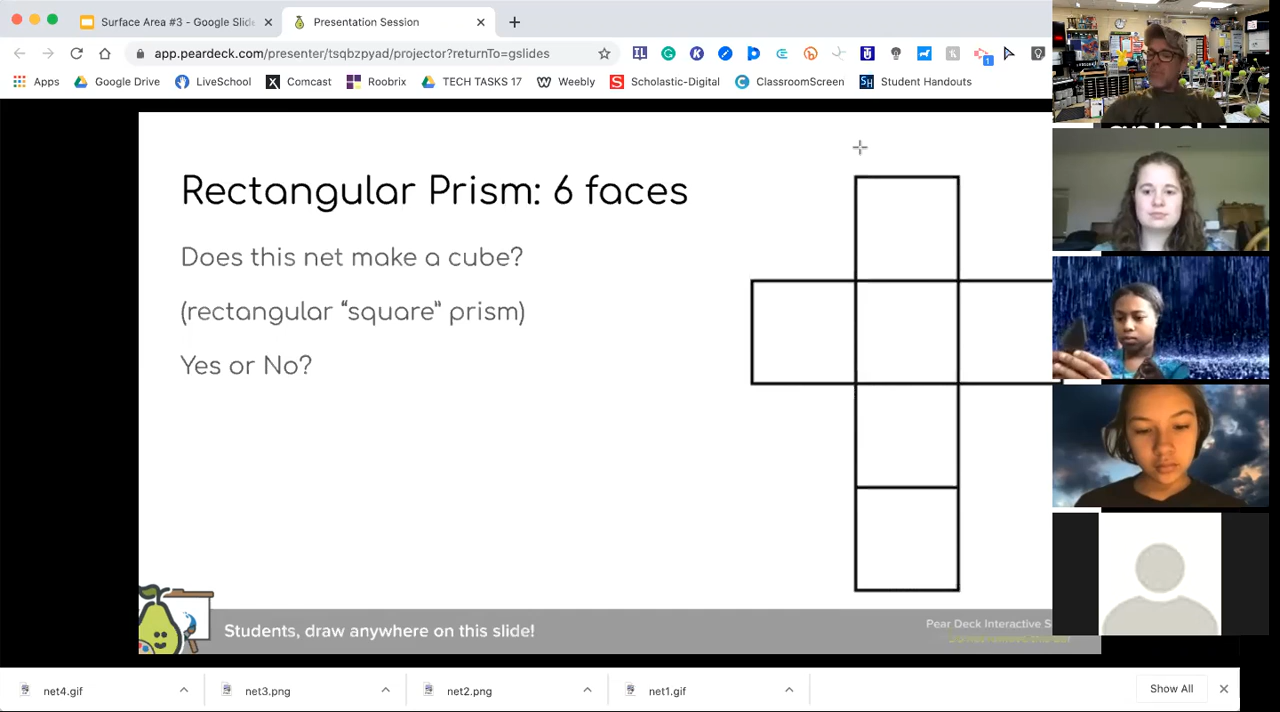 Surface Area #3 - Google Slid
Presentation Session
app.peardeck.com/presenter/tsqbpyad/projector?returnTo=gslides
Apps
Google Drive
LiveSchool
Comcast
Roobrix
TECH TASKS 17
Weebly
Scholastic-Digital
ClassroomScreen
Student Handouts
Rectangular Prism: 6 faces
Does this net make a cube?
(rectangular “square” prism)
Yes or No?
Students, draw anywhere on this slide!
Pear Deck Interactive S
net4.gif
net3.png
net2.png
net1.gif
Show All